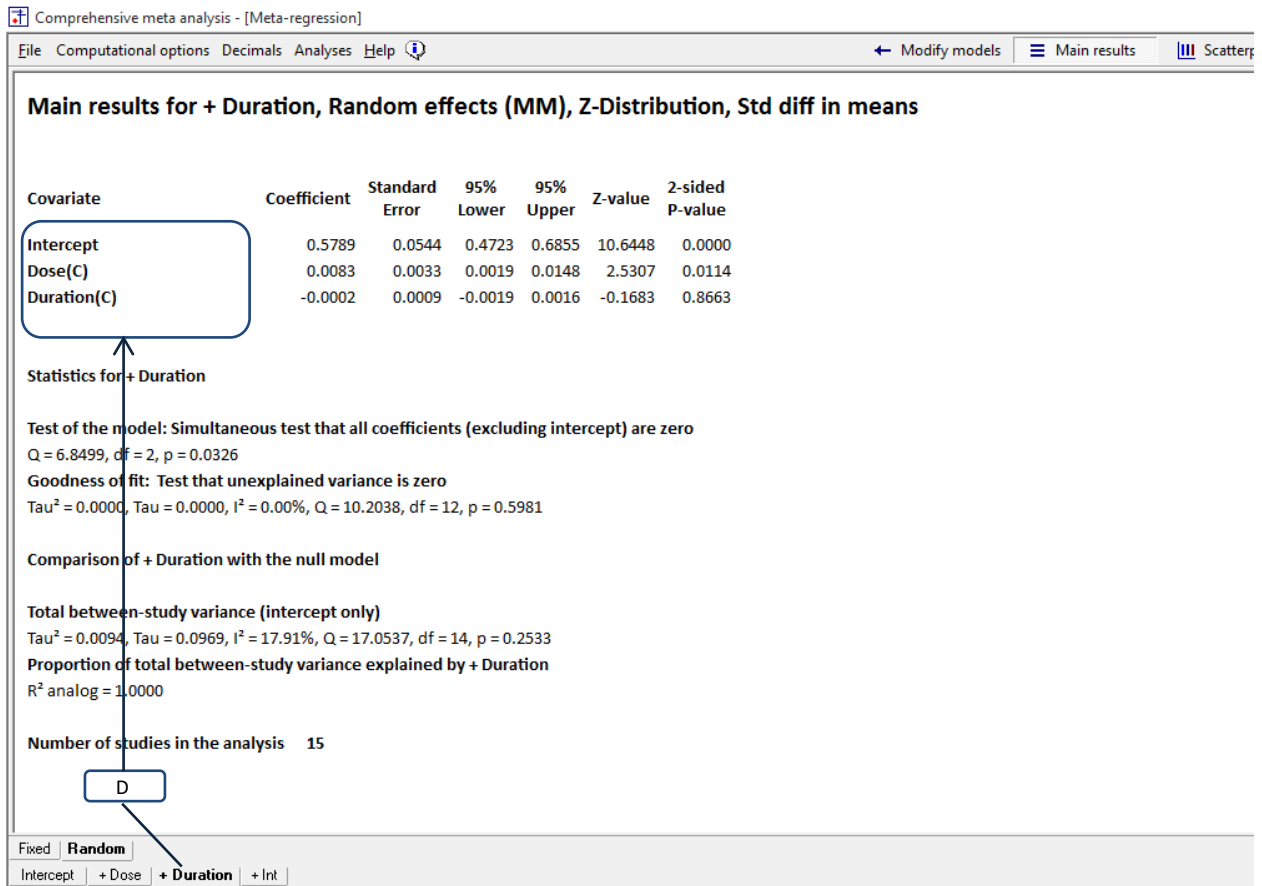 Comprehensive meta analysis - [Meta-regression]
File Computational options Decimals Analyses Help Modify models Main results Scatterp
Main results for + Duration, Random effects (MM), Z-Distribution, Std diff in means
Covariate Coefficient Standard Error 95% Lower 95% Upper Z-value 2-sided P-value
Intercept 0.5789 0.0544 0.4723 0.6855 10.6448 0.0000
Dose(C) 0.0083 0.0033 0.0019 0.0148 2.5307 0.0114
Duration(C) -0.0002 0.0009 -0.0019 0.0016 -0.1683 0.8663
Statistics for + Duration
Test of the model: Simultaneous test that all coefficients (excluding intercept) are zero
Q = 6.8499, df = 2, p = 0.0326
Goodness of fit: Test that unexplained variance is zero
Tau² = 0.0000, Tau = 0.0000, I² = 0.00%, Q = 10.2038, df = 12, p = 0.5981
Comparison of + Duration with the null model
Total between-study variance (intercept only)
Tau² = 0.0094, Tau = 0.0969, I² = 17.91%, Q = 17.0537, df = 14, p = 0.2533
Proportion of total between-study variance explained by + Duration
R² analog = 1.0000
Number of studies in the analysis 15
D
Fixed Random
Intercept + Dose + Duration + Int